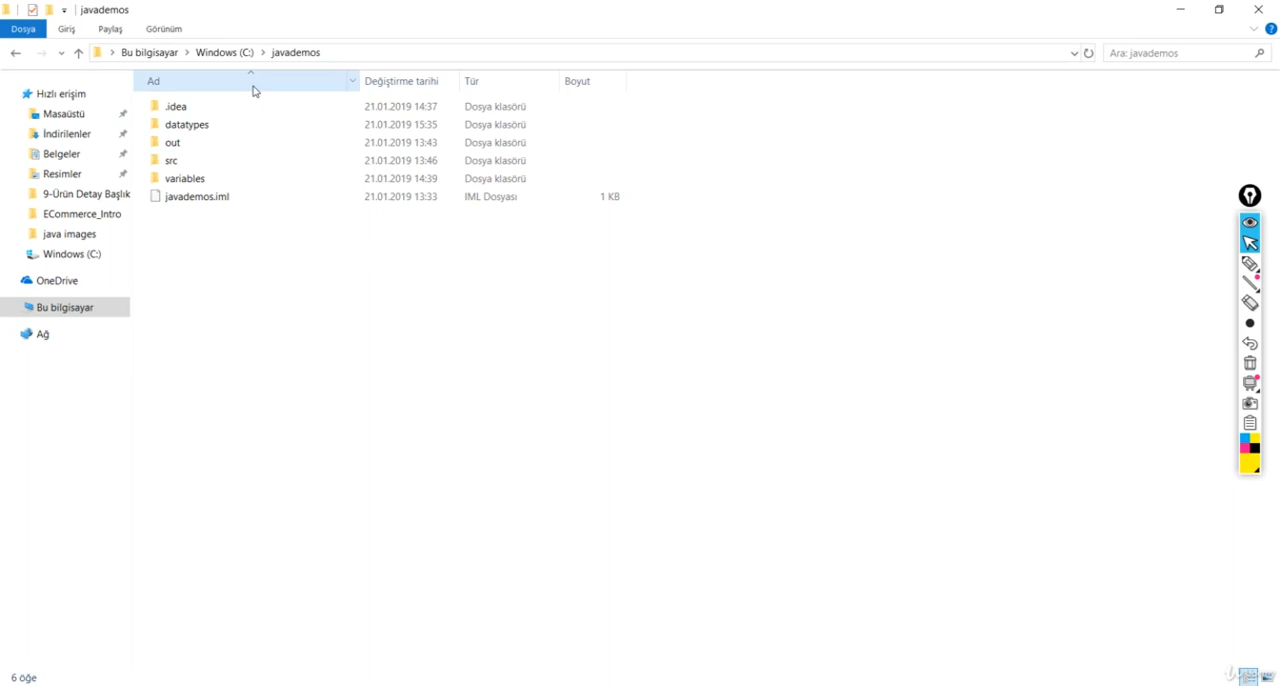 javademos
Dosya Giriş Paylaş Görünüm
Bu bilgisayar Windows (C:) javademos
Ara: javademos
Ad Değiştirme tarihi Tür Boyut
Hızlı erişim
Masaüstü
İndirilenler
Belgeler
Resimler
9-Ürün Detay Başlık
ECommerce_Intro
java images
Windows (C:)
OneDrive
Bu bilgisayar
Ağ
.idea 21.01.2019 14:37 Dosya klasörü
datatypes 21.01.2019 15:35 Dosya klasörü
out 21.01.2019 13:43 Dosya klasörü
src 21.01.2019 13:46 Dosya klasörü
variables 21.01.2019 14:39 Dosya klasörü
javademos.iml 21.01.2019 13:33 IML Dosyası 1 KB
6 öğe